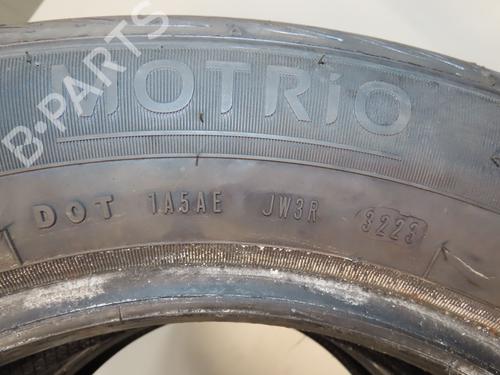 B-PARTS
MOTRIO
DOT 1A5AE JW3R 3223